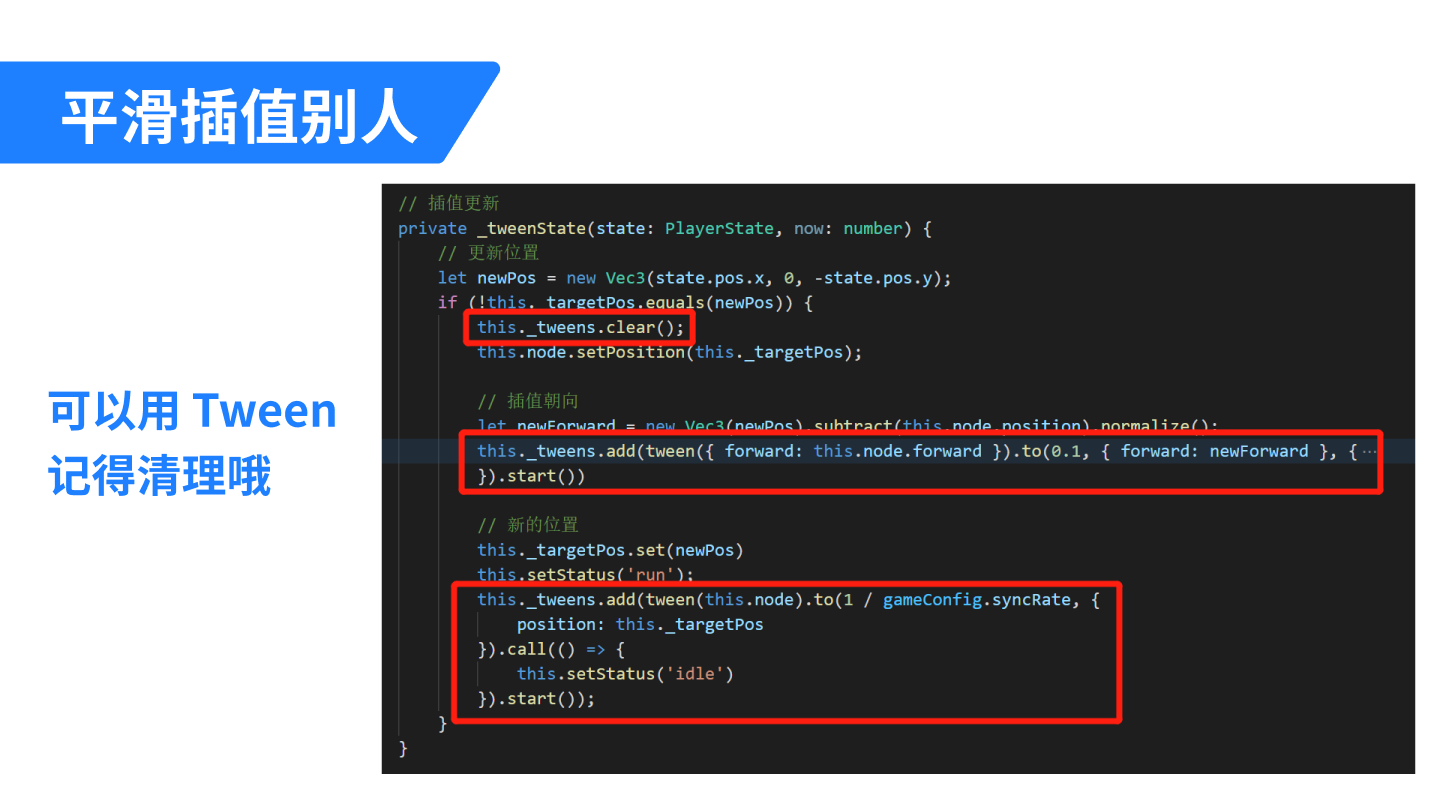 平滑插值别人
可以用 Tween
记得清理哦
// 插值更新
private _tweenState(state: PlayerState, now: number) {
// 更新位置
let newPos = new Vec3(state.pos.x, 0, -state.pos.y);
if (!this._targetPos.equals(newPos)) {
this._tweens.clear();
this.node.setPosition(this._targetPos);
// 插值朝向
let newForward = new Vec3(newPos).subtract(this.node.position).normalize();
this._tweens.add(tween({ forward: this.node.forward }).to(0.1, { forward: newForward }, {…
}).start())
// 新的位置
this._targetPos.set(newPos)
this.setStatus('run');
this._tweens.add(tween(this.node).to(1 / gameConfig.syncRate, {
position: this._targetPos
}).call(() => {
this.setStatus('idle')
}).start());
}
}